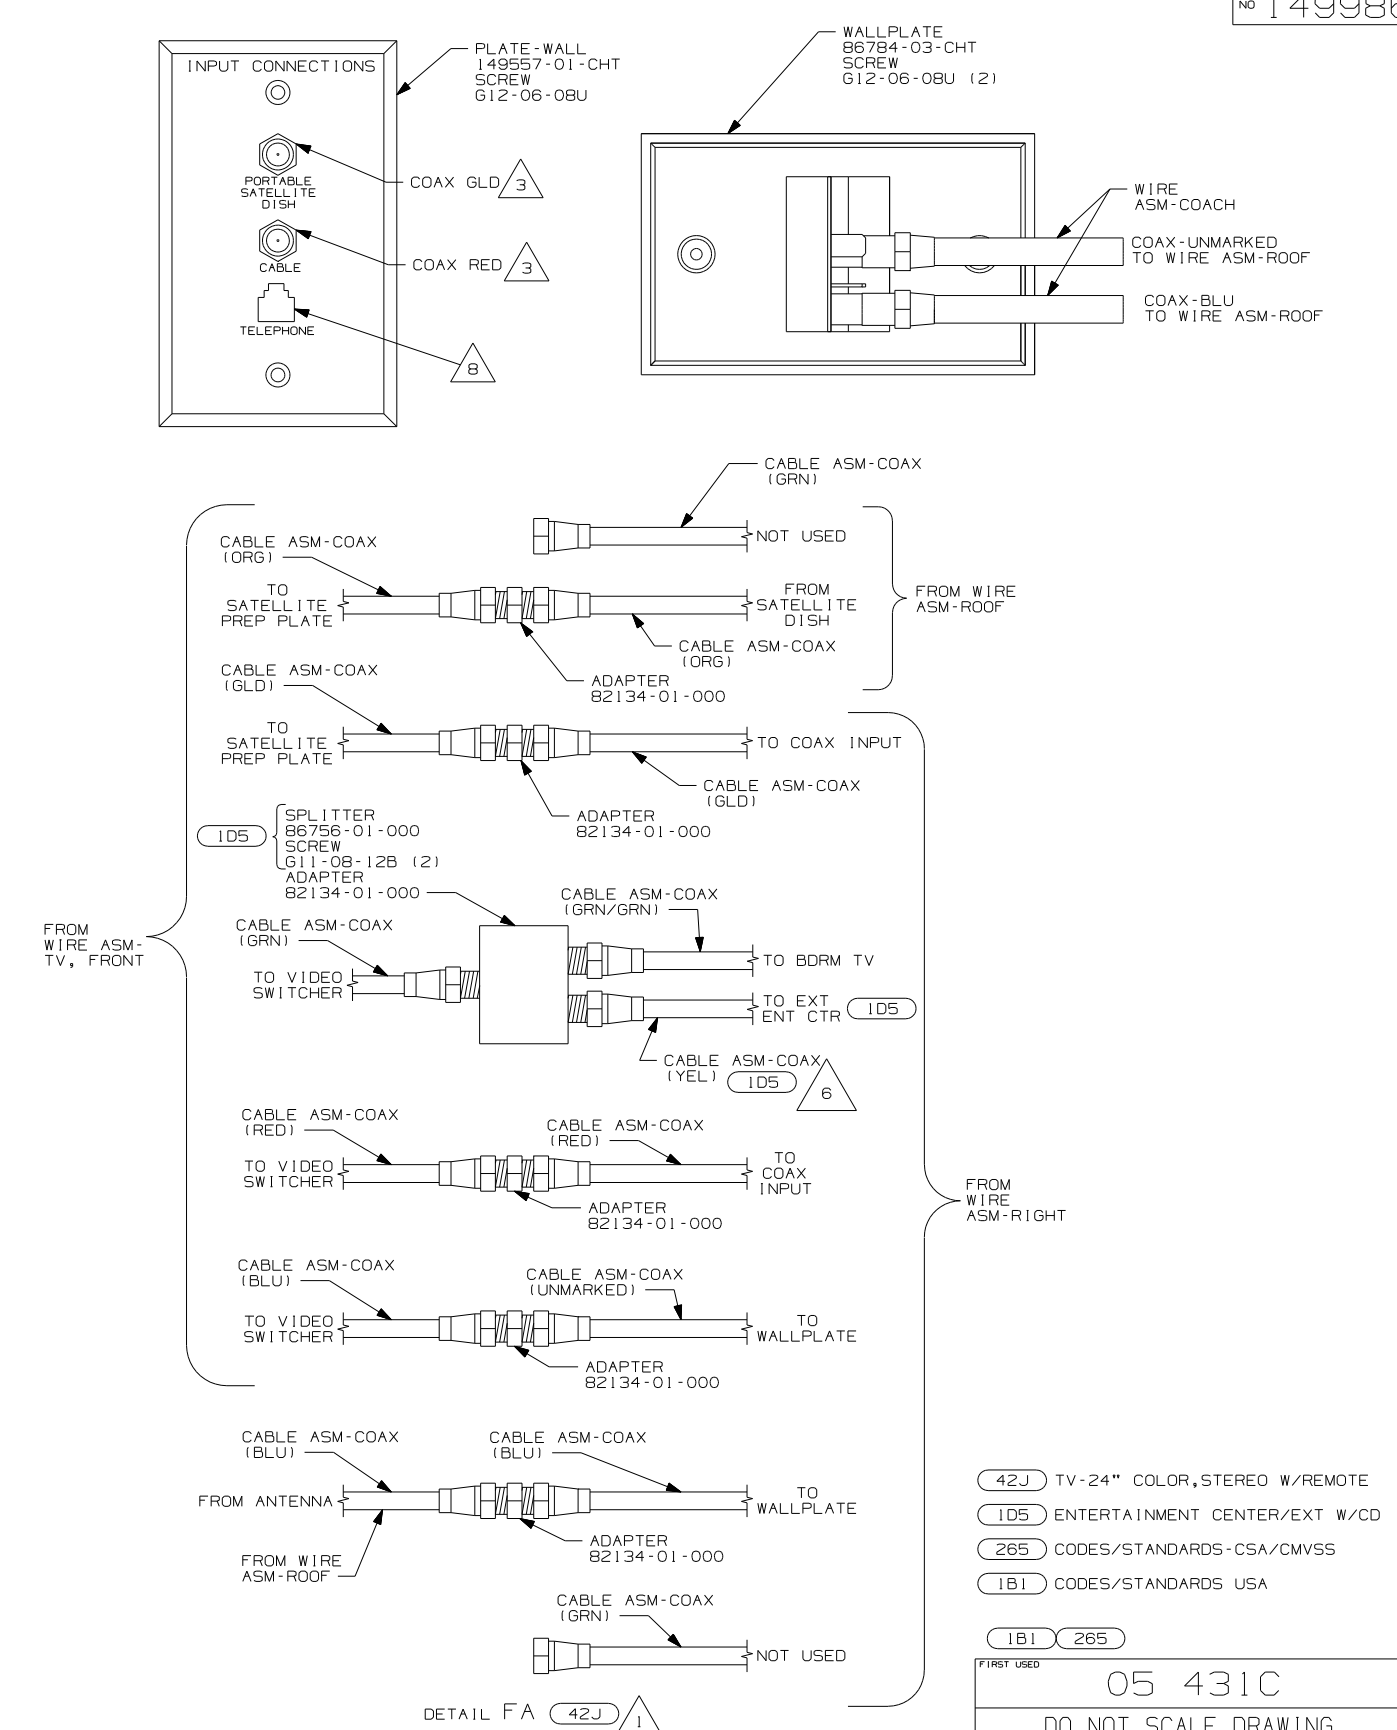 NO 149986
INPUT CONNECTIONS
PORTABLE
SATELLITE
DISH
CABLE
TELEPHONE
PLATE-WALL
149557-01-CHT
SCREW
G12-06-08U
COAX GLD 3
COAX RED 3
8
WALLPLATE
86784-03-CHT
SCREW
G12-06-08U (2)
WIRE
ASM-COACH
COAX-UNMARKED
TO WIRE ASM-ROOF
COAX-BLU
TO WIRE ASM-ROOF
CABLE ASM-COAX
(GRN)
NOT USED
CABLE ASM-COAX
(ORG)
TO
SATELLITE
PREP PLATE
FROM
SATELLITE
DISH
CABLE ASM-COAX
(ORG)
ADAPTER
82134-01-000
FROM WIRE
ASM-ROOF
CABLE ASM-COAX
(GLD)
TO
SATELLITE
PREP PLATE
TO COAX INPUT
CABLE ASM-COAX
(GLD)
ADAPTER
82134-01-000
1D5
SPLITTER
86756-01-000
SCREW
G11-08-12B (2)
ADAPTER
82134-01-000
CABLE ASM-COAX
(GRN/GRN)
CABLE ASM-COAX
(GRN)
FROM
WIRE ASM-
TV, FRONT
TO VIDEO
SWITCHER
TO BDRM TV
TO EXT
ENT CTR 1D5
CABLE ASM-COAX
(YEL) 1D5 6
CABLE ASM-COAX
(RED)
CABLE ASM-COAX
(RED)
TO VIDEO
SWITCHER
TO
COAX
INPUT
ADAPTER
82134-01-000
FROM
WIRE
ASM-RIGHT
CABLE ASM-COAX
(BLU)
CABLE ASM-COAX
(UNMARKED)
TO VIDEO
SWITCHER
TO
WALLPLATE
ADAPTER
82134-01-000
CABLE ASM-COAX
(BLU)
CABLE ASM-COAX
(BLU)
FROM ANTENNA
TO
WALLPLATE
ADAPTER
82134-01-000
FROM WIRE
ASM-ROOF
CABLE ASM-COAX
(GRN)
NOT USED
DETAIL FA 42J 1
42J TV-24" COLOR,STEREO W/REMOTE
1D5 ENTERTAINMENT CENTER/EXT W/CD
265 CODES/STANDARDS-CSA/CMVSS
1B1 CODES/STANDARDS USA
1B1 265
FIRST USED
05 431C
DO NOT SCALE DRAWING